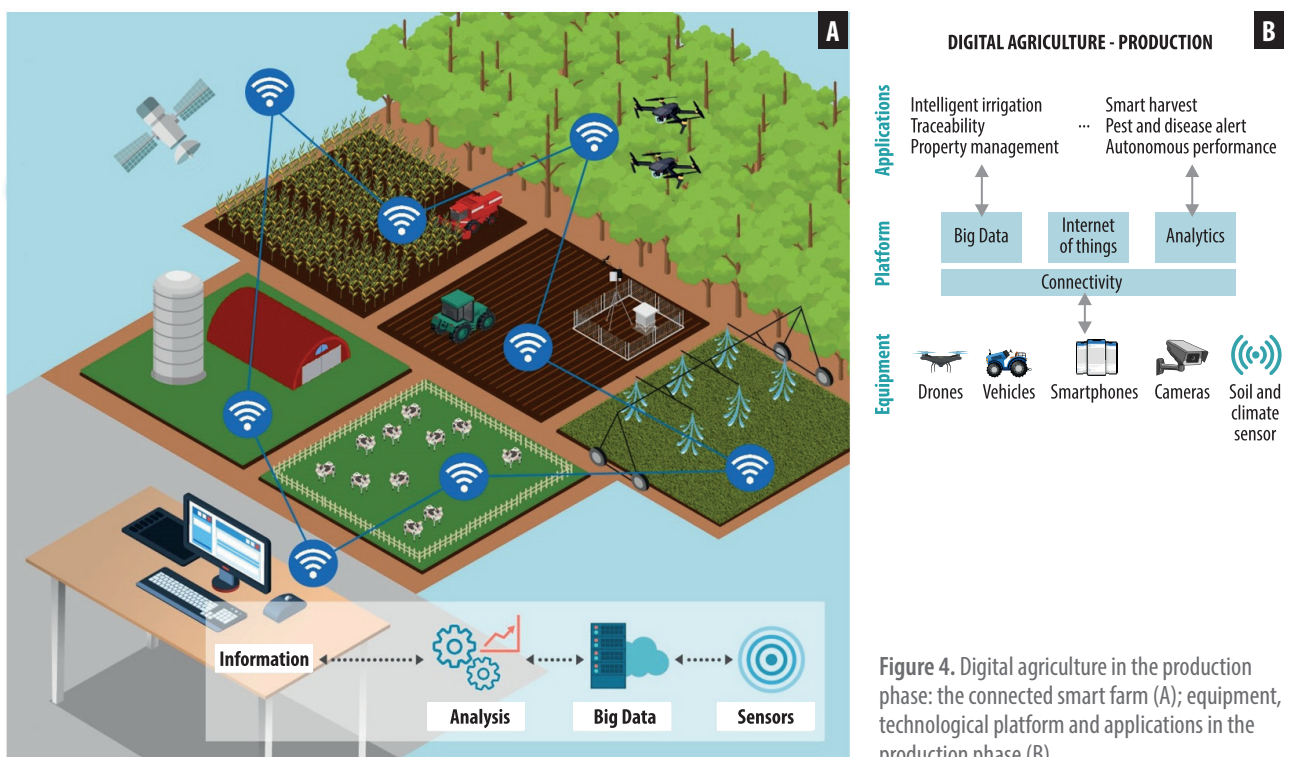 A
Information
Analysis
Big Data
Sensors
B
DIGITAL AGRICULTURE - PRODUCTION
Applications
Intelligent irrigation
Traceability
Property management
...
Smart harvest
Pest and disease alert
Autonomous performance
Platform
Big Data
Internet
of things
Analytics
Connectivity
Equipment
Drones
Vehicles
Smartphones
Cameras
Soil and
climate
sensor
Figure 4. Digital agriculture in the production
phase: the connected smart farm (A); equipment,
technological platform and applications in the
production phase (B)